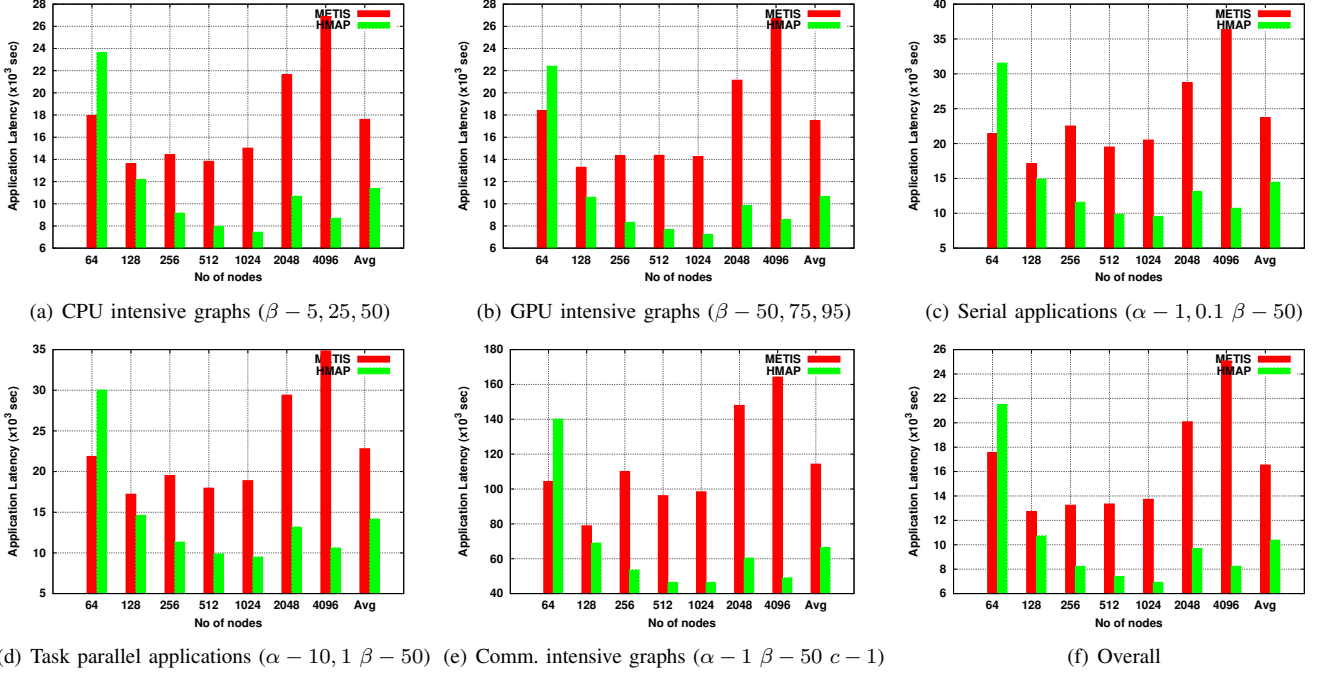 28
26
24
22
20
18
16
14
12
10
8
6
Application Latency (x10³ sec)
METIS
HMAP
64 128 256 512 1024 2048 4096 Avg
No of nodes
(a) CPU intensive graphs (β − 5, 25, 50)
28
26
24
22
20
18
16
14
12
10
8
6
Application Latency (x10³ sec)
METIS
HMAP
64 128 256 512 1024 2048 4096 Avg
No of nodes
(b) GPU intensive graphs (β − 50, 75, 95)
40
35
30
25
20
15
10
5
Application Latency (x10³ sec)
METIS
HMAP
64 128 256 512 1024 2048 4096 Avg
No of nodes
(c) Serial applications (α − 1, 0.1 β − 50)
35
30
25
20
15
10
5
Application Latency (x10³ sec)
METIS
HMAP
64 128 256 512 1024 2048 4096 Avg
No of nodes
d) Task parallel applications (α − 10, 1 β − 50)
180
160
140
120
100
80
60
40
Application Latency (x10³ sec)
METIS
HMAP
64 128 256 512 1024 2048 4096 Avg
No of nodes
(e) Comm. intensive graphs (α − 1 β − 50 c − 1)
26
24
22
20
18
16
14
12
10
8
6
Application Latency (x10³ sec)
METIS
HMAP
64 128 256 512 1024 2048 4096 Avg
No of nodes
(f) Overall